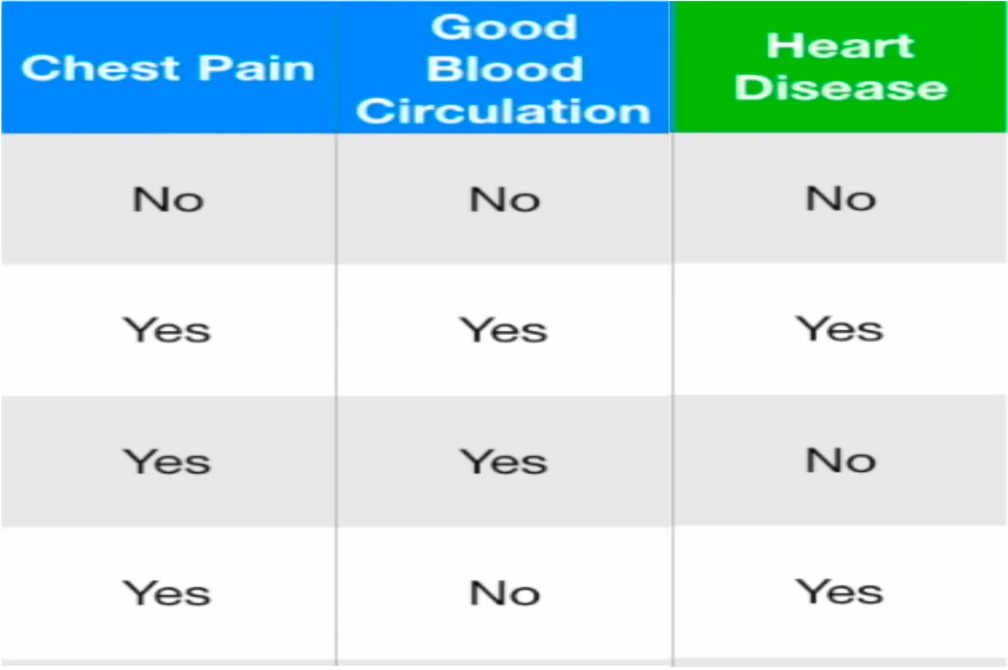 Chest Pain Good Blood Circulation Heart Disease
No No No
Yes Yes Yes
Yes Yes No
Yes No Yes